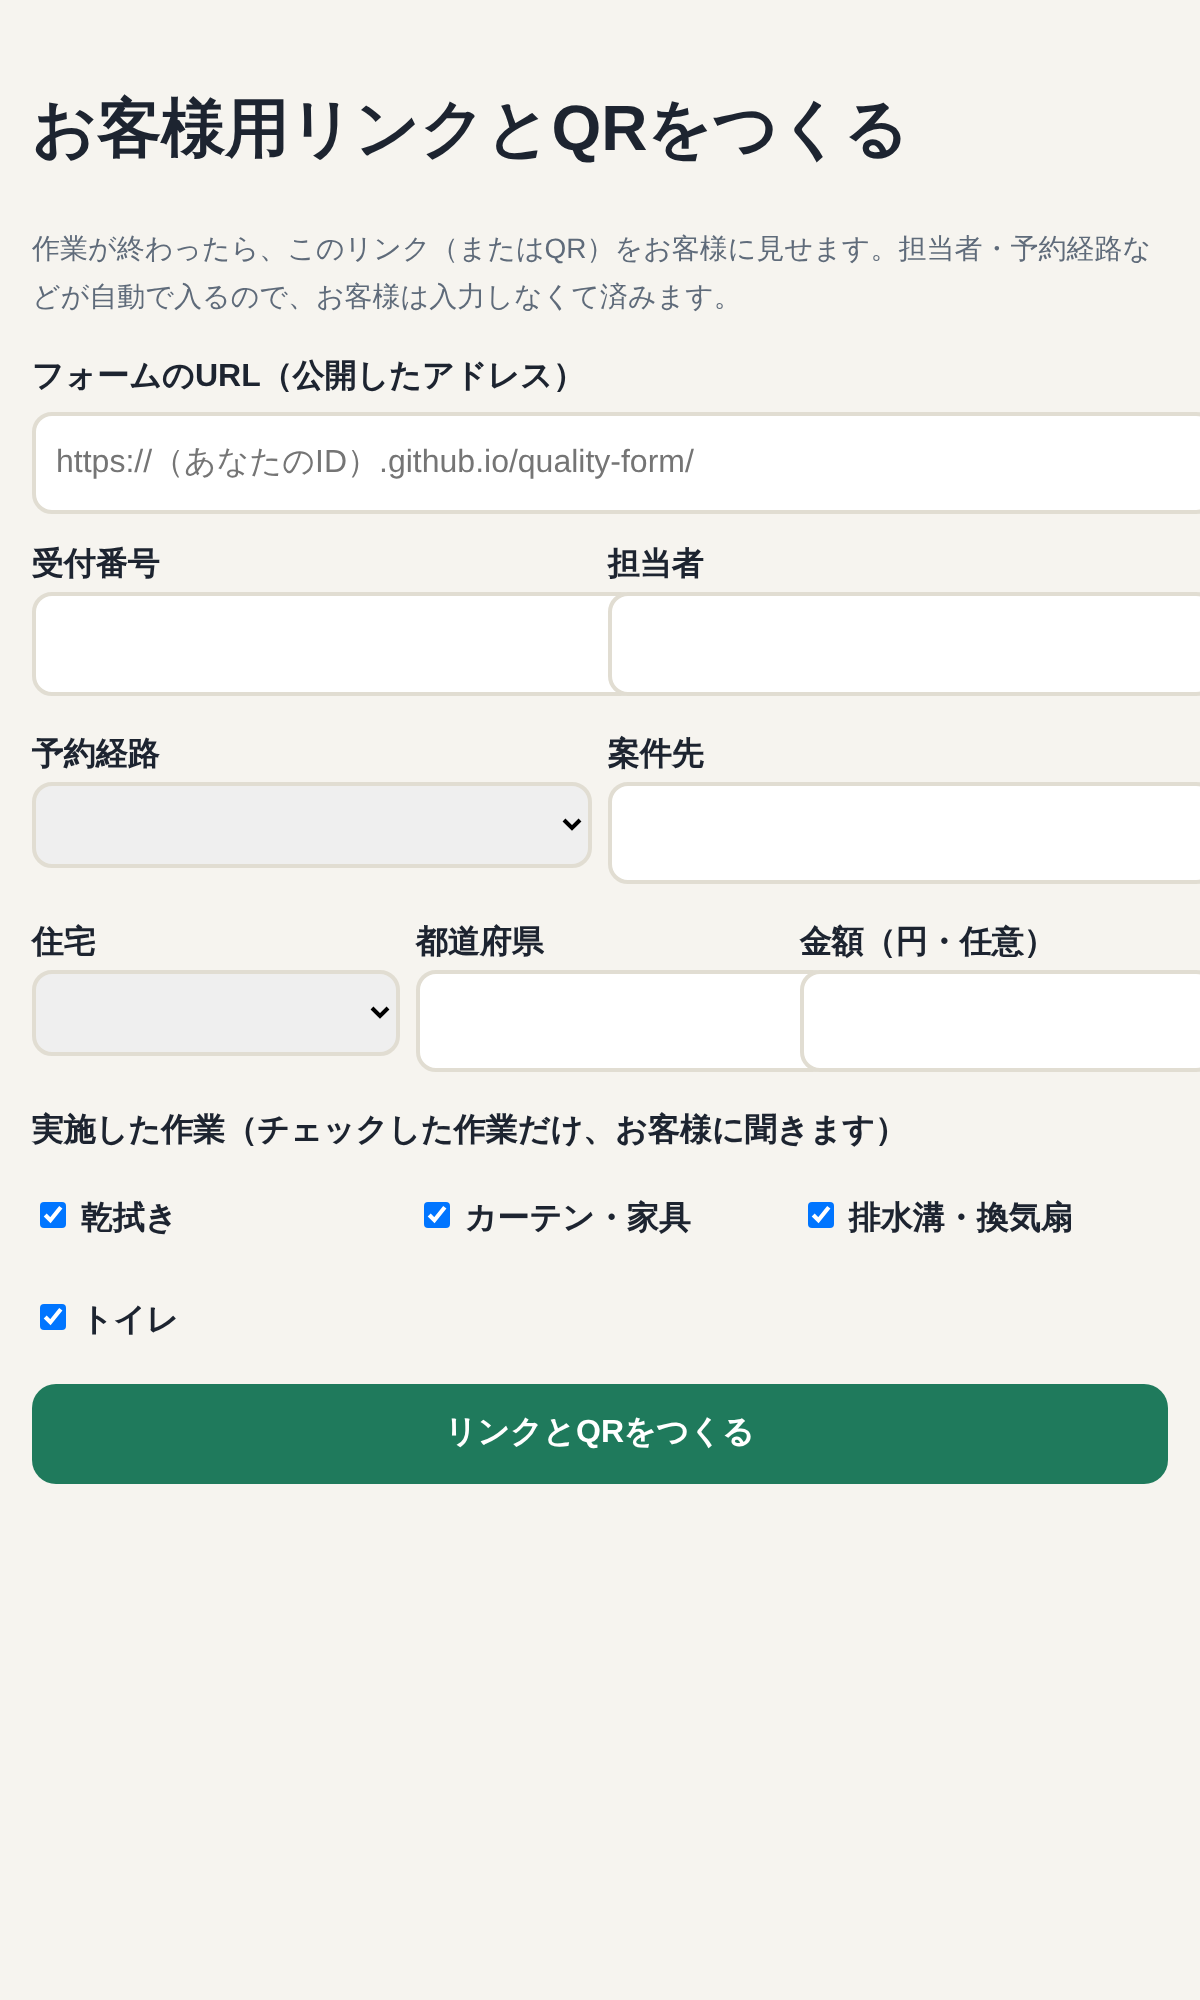 お客様用リンクとQRをつくる
作業が終わったら、このリンク（またはQR）をお客様に見せます。担当者・予約経路な
どが自動で入るので、お客様は入力しなくて済みます。
フォームのURL（公開したアドレス）
https://（あなたのID）.github.io/quality-form/
受付番号 担当者
予約経路 案件先
住宅 都道府県 金額（円・任意）
実施した作業（チェックした作業だけ、お客様に聞きます）
乾拭き カーテン・家具 排水溝・換気扇
トイレ
リンクとQRをつくる